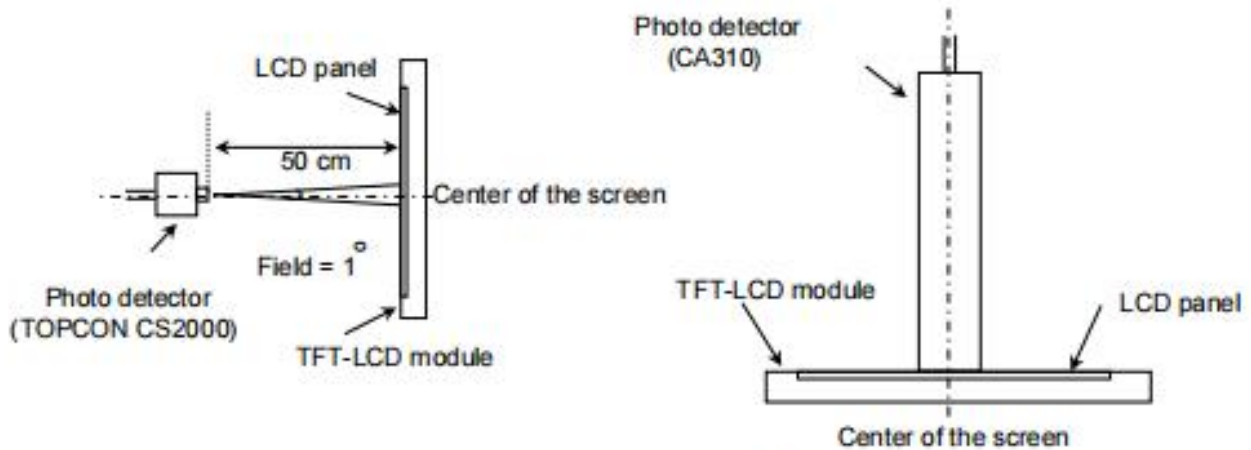 LCD panel
50 cm
Center of the screen
Field = 1°
Photo detector
(TOPCON CS2000)
TFT-LCD module
Photo detector
(CA310)
TFT-LCD module
LCD panel
Center of the screen